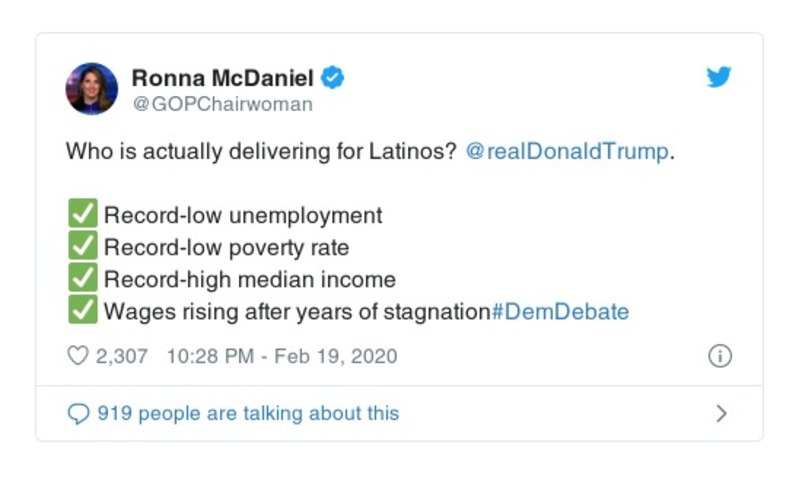 Ronna McDaniel
@GOPChairwoman
Who is actually delivering for Latinos? @realDonaldTrump.
✅ Record-low unemployment
✅ Record-low poverty rate
✅ Record-high median income
✅ Wages rising after years of stagnation#DemDebate
2,307 10:28 PM - Feb 19, 2020
919 people are talking about this